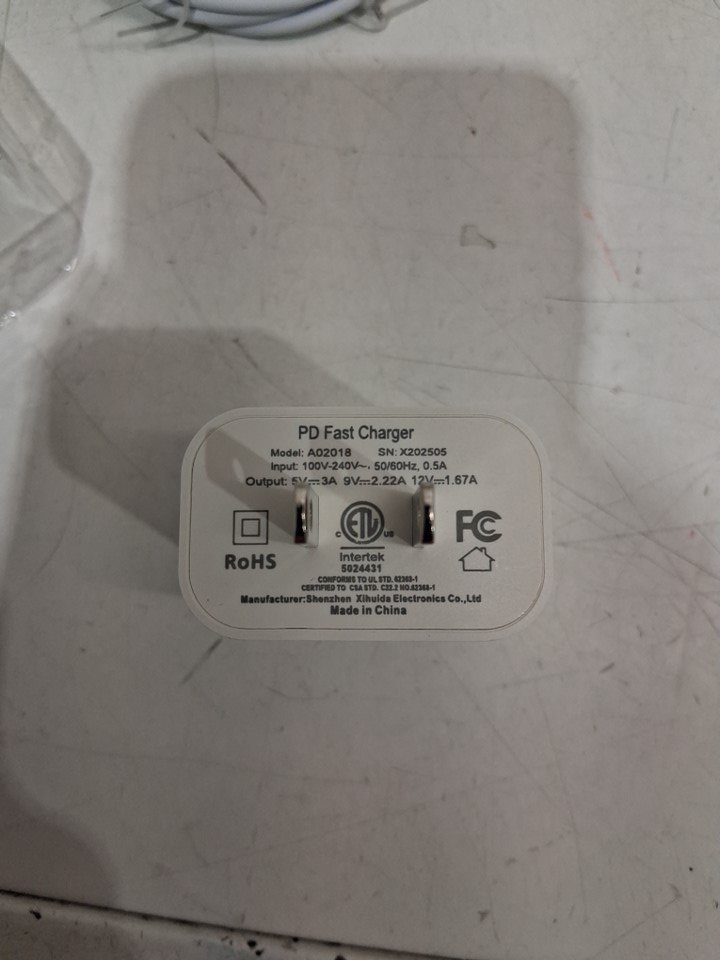 PD Fast Charger
Model: A02018 SN: X202505
Input: 100V-240V~, 50/60Hz, 0.5A
Output: 5V⎓3A 9V⎓2.22A 12V⎓1.67A
RoHS
C ETL US
FC
Intertek
5024431
CONFORMS TO UL STD. 62368-1
CERTIFIED TO CSA STD. C22.2 NO.62368-1
Manufacturer:Shenzhen Xihuida Electronics Co.,Ltd
Made in China